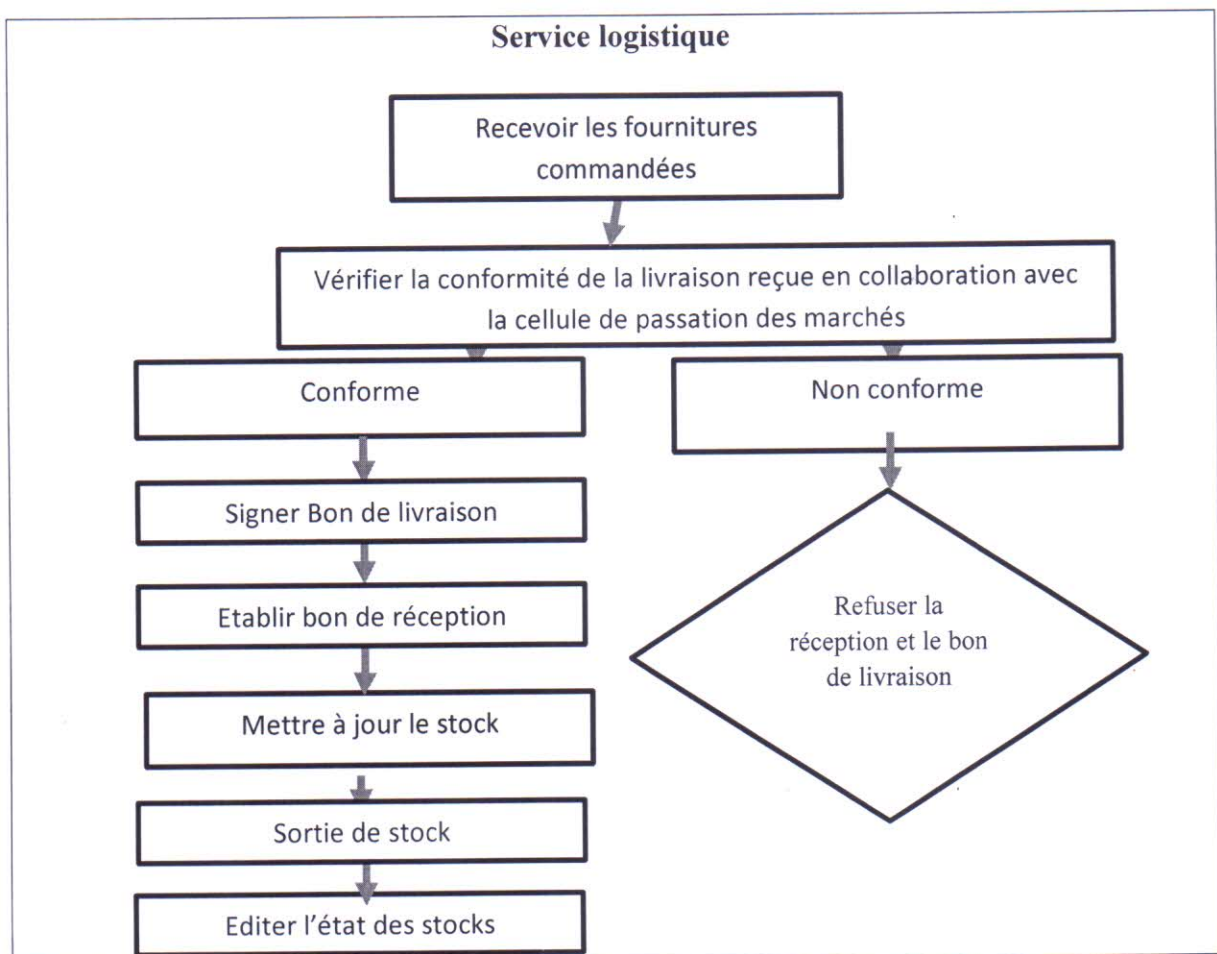 Service logistique
Recevoir les fournitures
commandées
Vérifier la conformité de la livraison reçue en collaboration avec
la cellule de passation des marchés
Conforme
Non conforme
Signer Bon de livraison
Etablir bon de réception
Refuser la
réception et le bon
de livraison
Mettre à jour le stock
Sortie de stock
Editer l'état des stocks